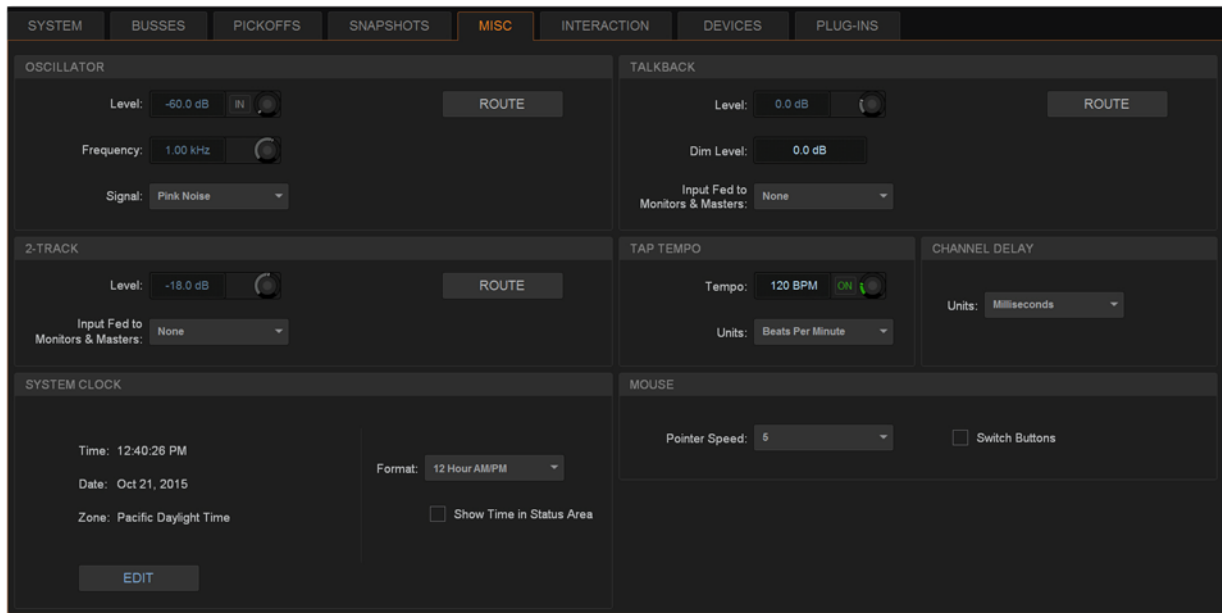 SYSTEM BUSSES PICKOFFS SNAPSHOTS MISC INTERACTION DEVICES PLUG-INS
OSCILLATOR
Level: -60.0 dB IN ROUTE
Frequency: 1.00 kHz
Signal: Pink Noise
TALKBACK
Level: 0.0 dB ROUTE
Dim Level: 0.0 dB
Input Fed to
Monitors & Masters: None
2-TRACK
Level: -18.0 dB ROUTE
Input Fed to
Monitors & Masters: None
TAP TEMPO
Tempo: 120 BPM ON
Units: Beats Per Minute
CHANNEL DELAY
Units: Milliseconds
SYSTEM CLOCK
Time: 12:40:26 PM
Date: Oct 21, 2015
Zone: Pacific Daylight Time
EDIT
Format: 12 Hour AM/PM
Show Time in Status Area
MOUSE
Pointer Speed: 5 Switch Buttons